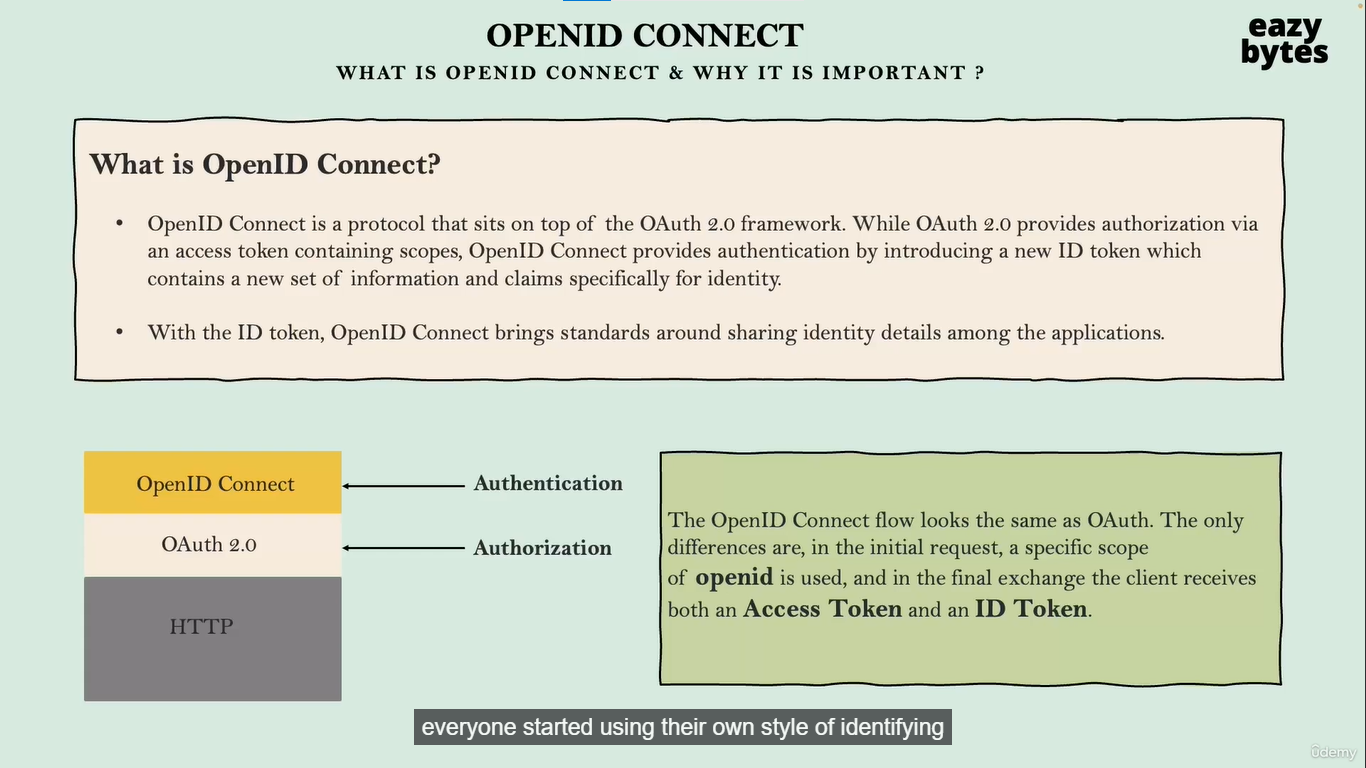 OPENID CONNECT
WHAT IS OPENID CONNECT & WHY IT IS IMPORTANT ?
eazy
bytes
What is OpenID Connect?
• OpenID Connect is a protocol that sits on top of the OAuth 2.0 framework. While OAuth 2.0 provides authorization via
an access token containing scopes, OpenID Connect provides authentication by introducing a new ID token which
contains a new set of information and claims specifically for identity.
• With the ID token, OpenID Connect brings standards around sharing identity details among the applications.
OpenID Connect
Authentication
OAuth 2.0
Authorization
HTTP
The OpenID Connect flow looks the same as OAuth. The only
differences are, in the initial request, a specific scope
of openid is used, and in the final exchange the client receives
both an Access Token and an ID Token.
everyone started using their own style of identifying
ûdemy